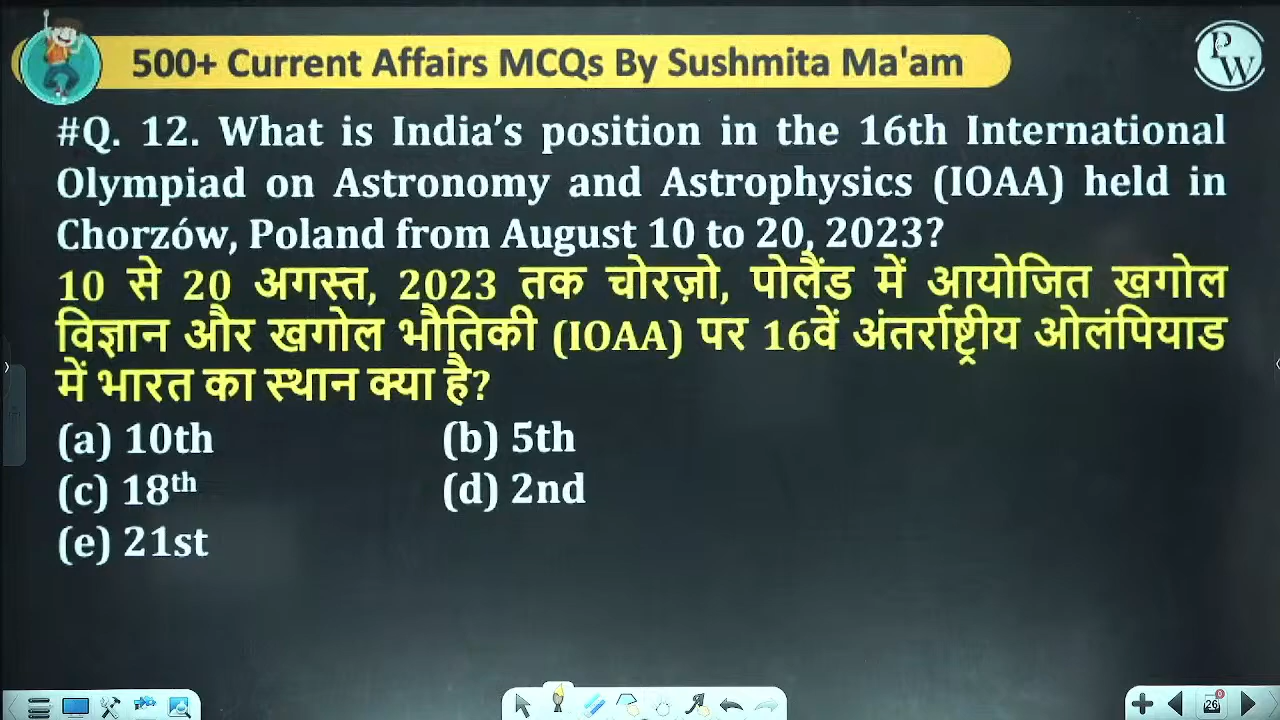 500+ Current Affairs MCQs By Sushmita Ma'am
PW
#Q. 12. What is India’s position in the 16th International
Olympiad on Astronomy and Astrophysics (IOAA) held in
Chorzów, Poland from August 10 to 20, 2023?
10 से 20 अगस्त, 2023 तक चोरज़ो, पोलैंड में आयोजित खगोल
विज्ञान और खगोल भौतिकी (IOAA) पर 16वें अंतर्राष्ट्रीय ओलंपियाड
में भारत का स्थान क्या है?
(a) 10th (b) 5th
(c) 18th (d) 2nd
(e) 21st
26